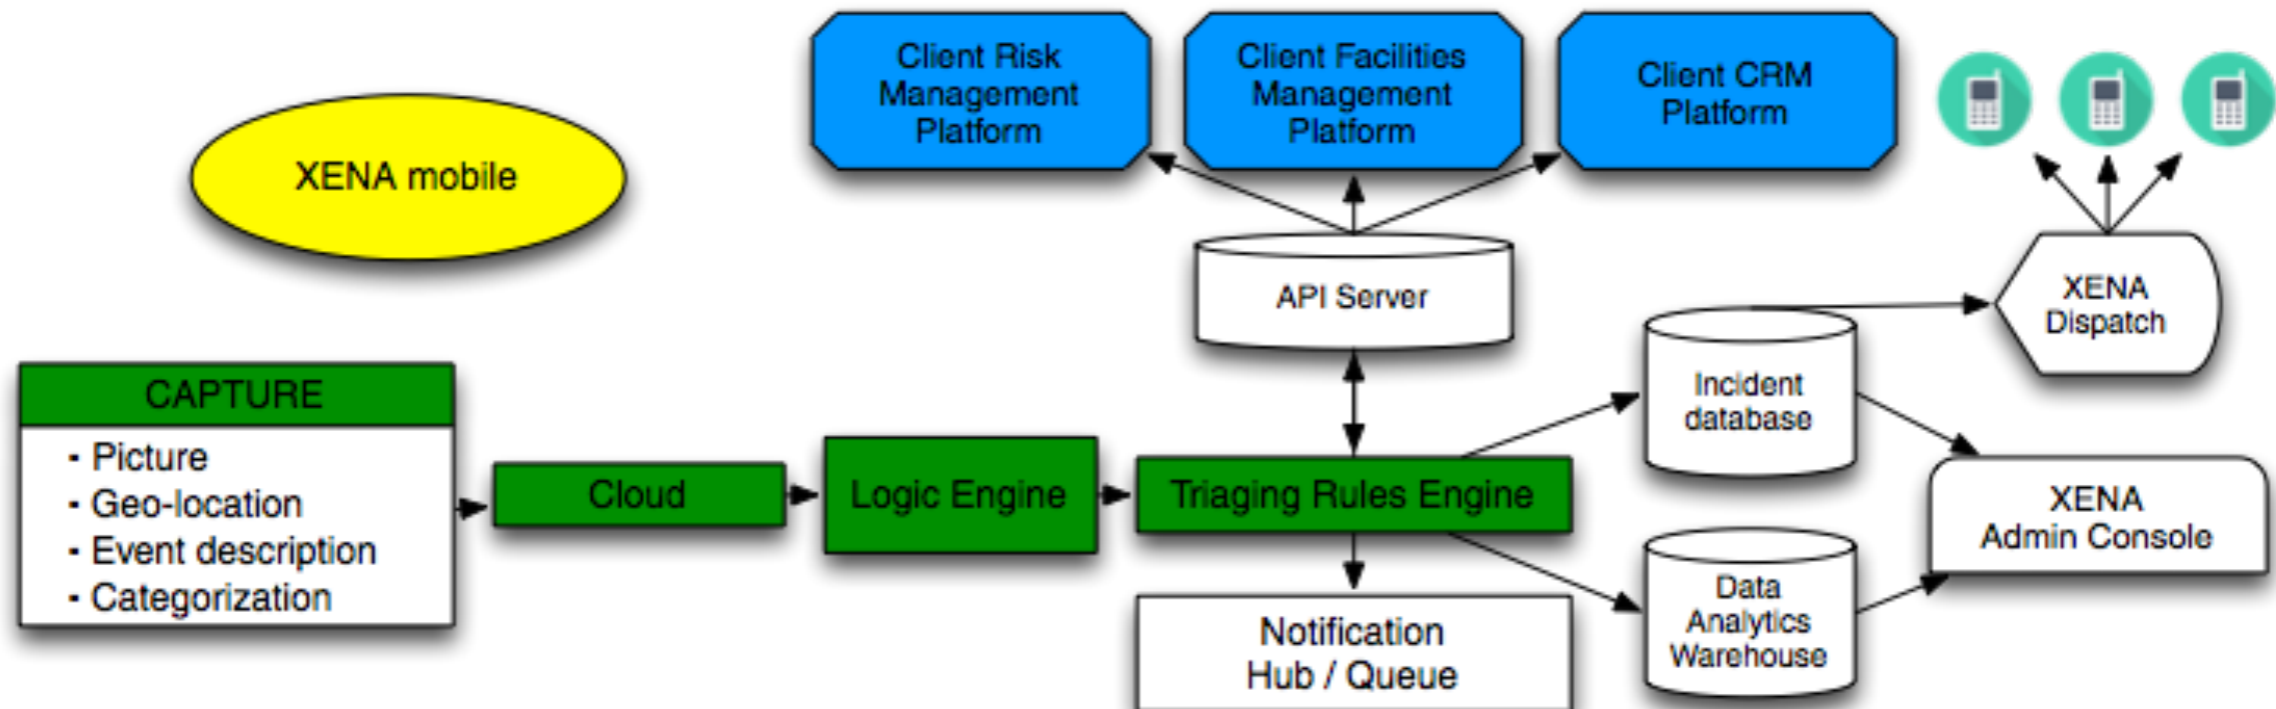 Client Risk
Management
Platform
Client Facilities
Management
Platform
Client CRM
Platform
XENA mobile
API Server
XENA
Dispatch
CAPTURE
- Picture
- Geo-location
- Event description
- Categorization
Cloud
Logic Engine
Triaging Rules Engine
Incident
database
XENA
Admin Console
Data
Analytics
Warehouse
Notification
Hub / Queue